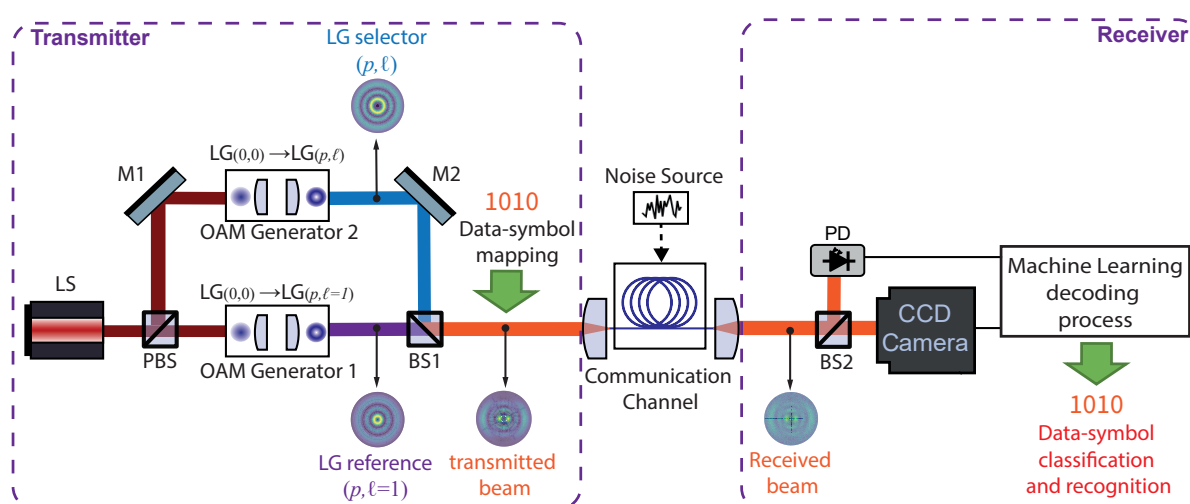 Transmitter
LG selector
(p,ℓ)
LG(0,0)→LG(p,ℓ)
M1
M2
OAM Generator 2
1010
Data-symbol
mapping
LS
LG(0,0)→LG(p,ℓ=1)
PBS
OAM Generator 1
BS1
LG reference
(p,ℓ=1)
transmitted
beam
Noise Source
Communication
Channel
Receiver
PD
BS2
CCD
Camera
Machine Learning
decoding
process
Received
beam
1010
Data-symbol
classification
and recognition